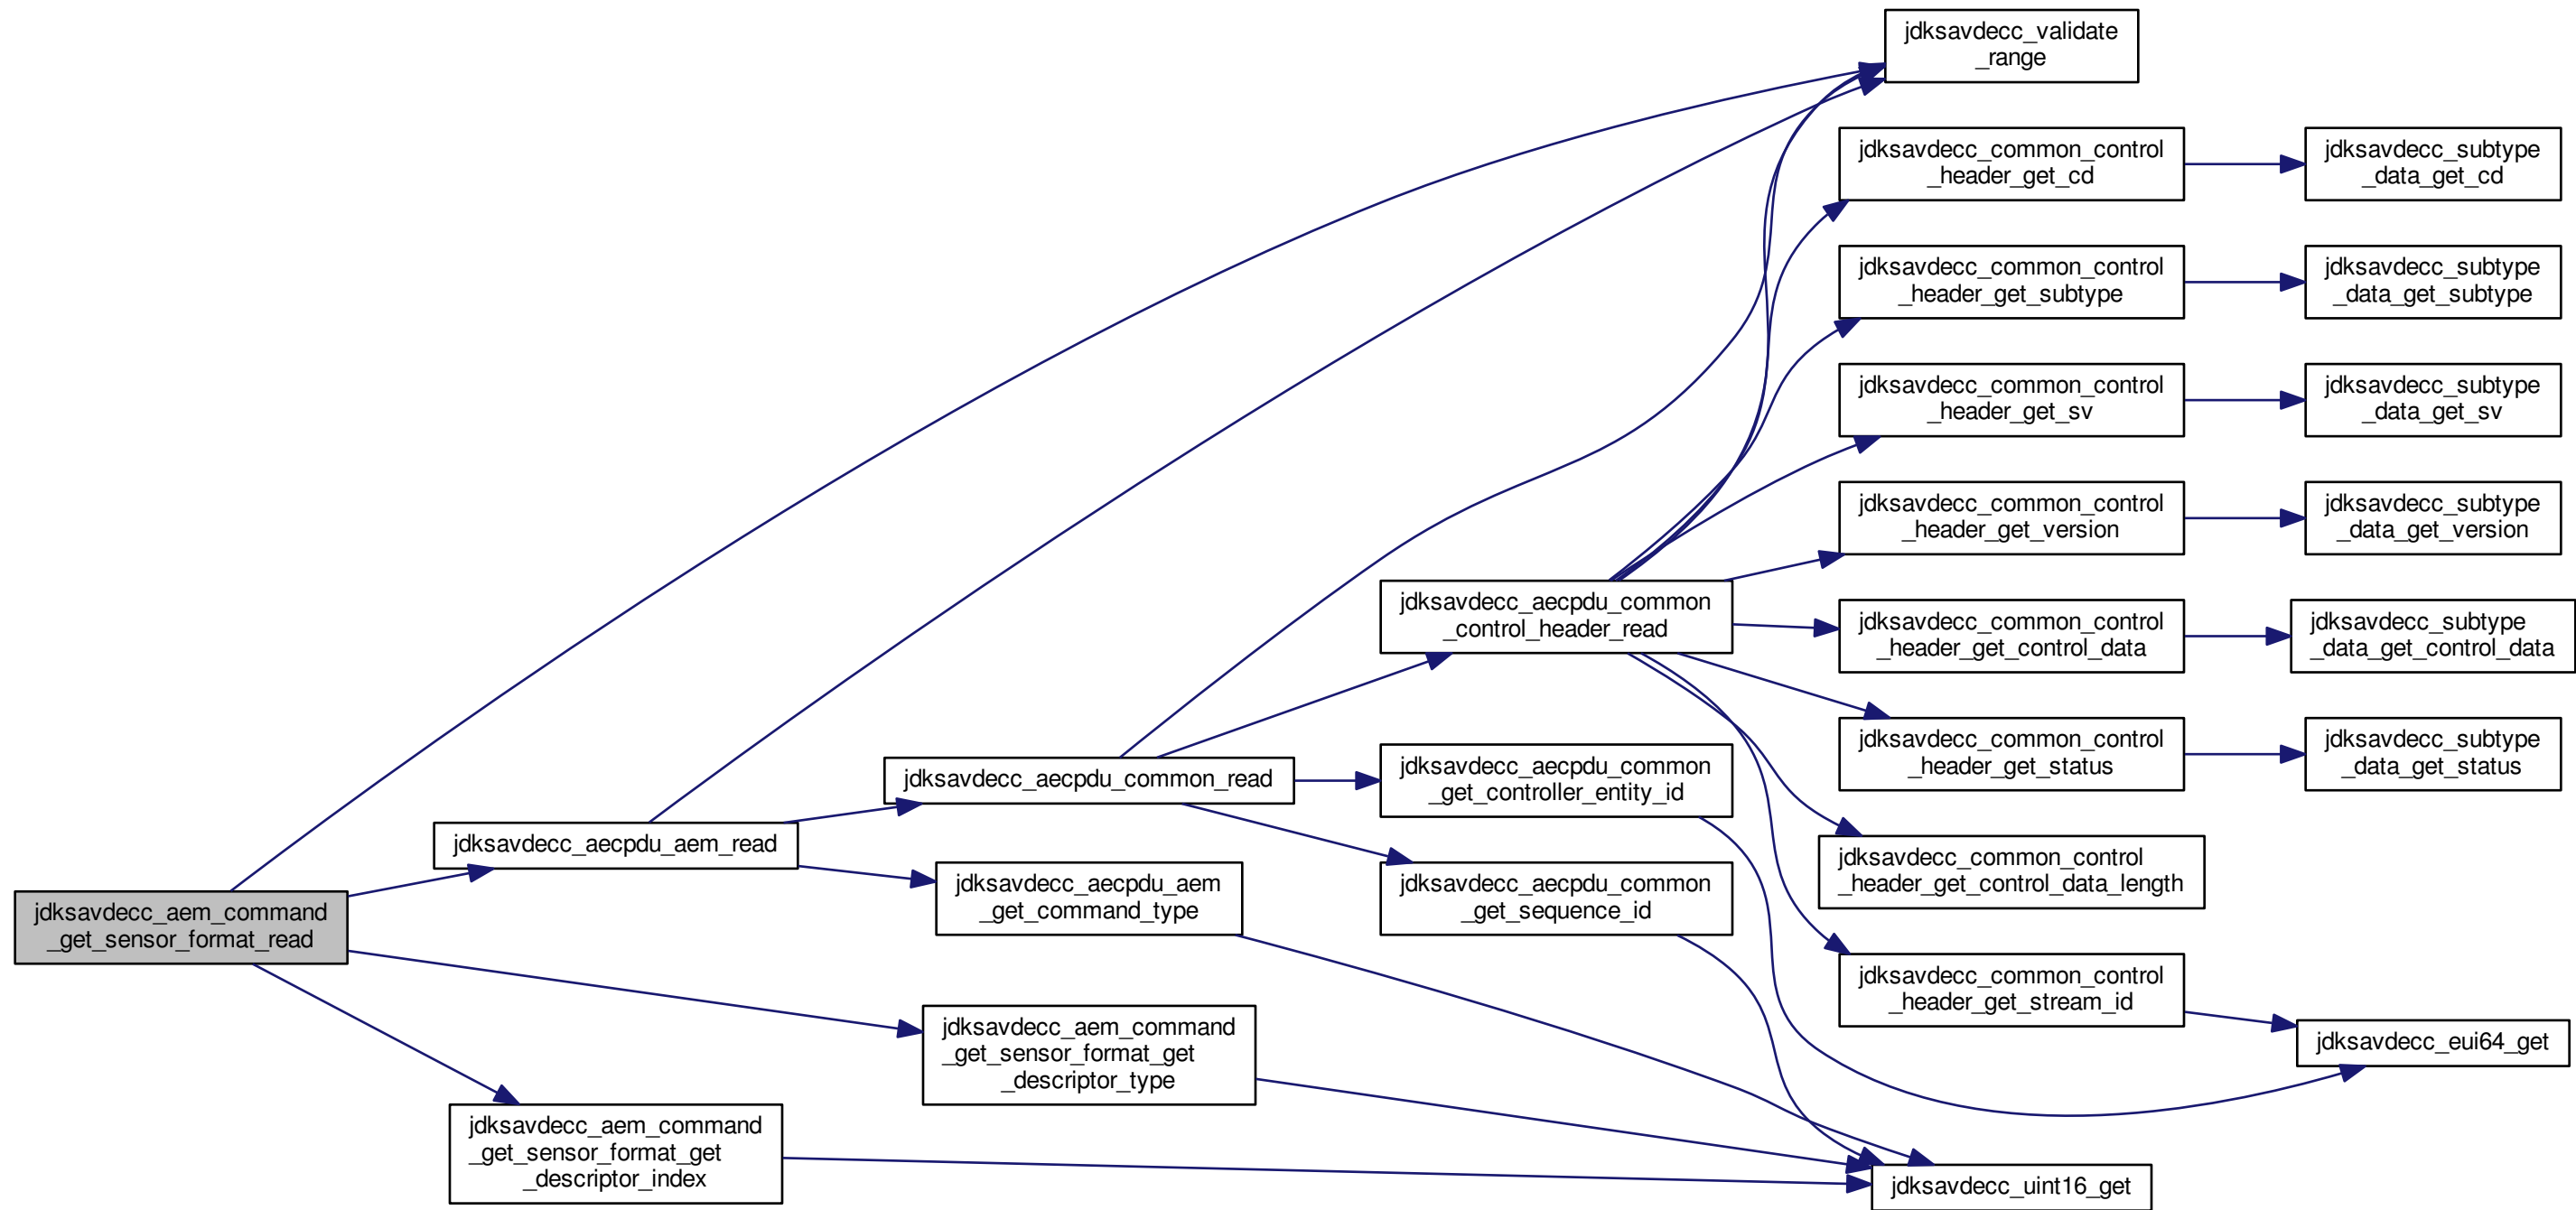 jdksavdecc_aem_command
_get_sensor_format_read
jdksavdecc_aecpdu_aem_read
jdksavdecc_aem_command
_get_sensor_format_get
_descriptor_index
jdksavdecc_aecpdu_common_read
jdksavdecc_aecpdu_aem
_get_command_type
jdksavdecc_aem_command
_get_sensor_format_get
_descriptor_type
jdksavdecc_aecpdu_common
_control_header_read
jdksavdecc_aecpdu_common
_get_controller_entity_id
jdksavdecc_aecpdu_common
_get_sequence_id
jdksavdecc_validate
_range
jdksavdecc_common_control
_header_get_cd
jdksavdecc_common_control
_header_get_subtype
jdksavdecc_common_control
_header_get_sv
jdksavdecc_common_control
_header_get_version
jdksavdecc_common_control
_header_get_control_data
jdksavdecc_common_control
_header_get_status
jdksavdecc_common_control
_header_get_control_data_length
jdksavdecc_common_control
_header_get_stream_id
jdksavdecc_uint16_get
jdksavdecc_subtype
_data_get_cd
jdksavdecc_subtype
_data_get_subtype
jdksavdecc_subtype
_data_get_sv
jdksavdecc_subtype
_data_get_version
jdksavdecc_subtype
_data_get_control_data
jdksavdecc_subtype
_data_get_status
jdksavdecc_eui64_get